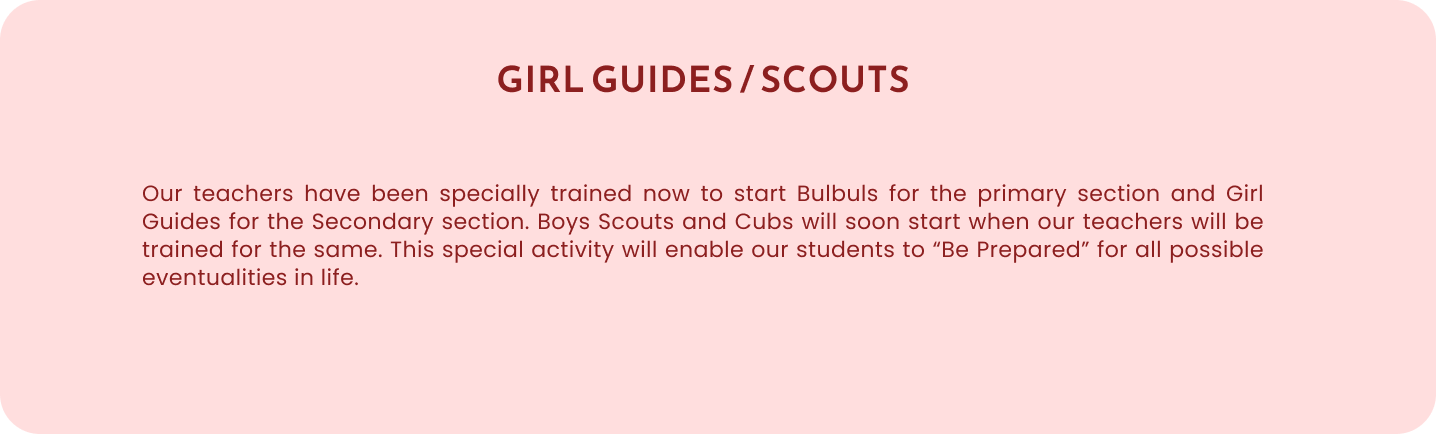 GIRL GUIDES / SCOUTS
Our teachers have been specially trained now to start Bulbuls for the primary section and Girl
Guides for the Secondary section. Boys Scouts and Cubs will soon start when our teachers will be
trained for the same. This special activity will enable our students to “Be Prepared” for all possible
eventualities in life.